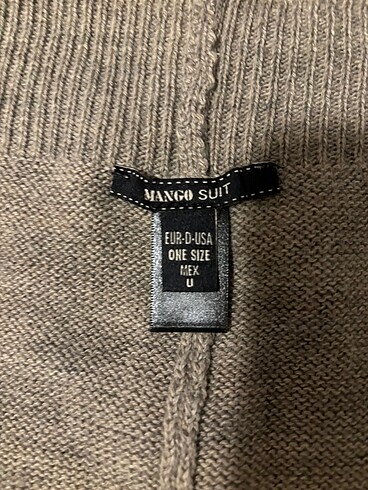 MANGO SUIT
EUR-D-USA
ONE SIZE
MEX
U